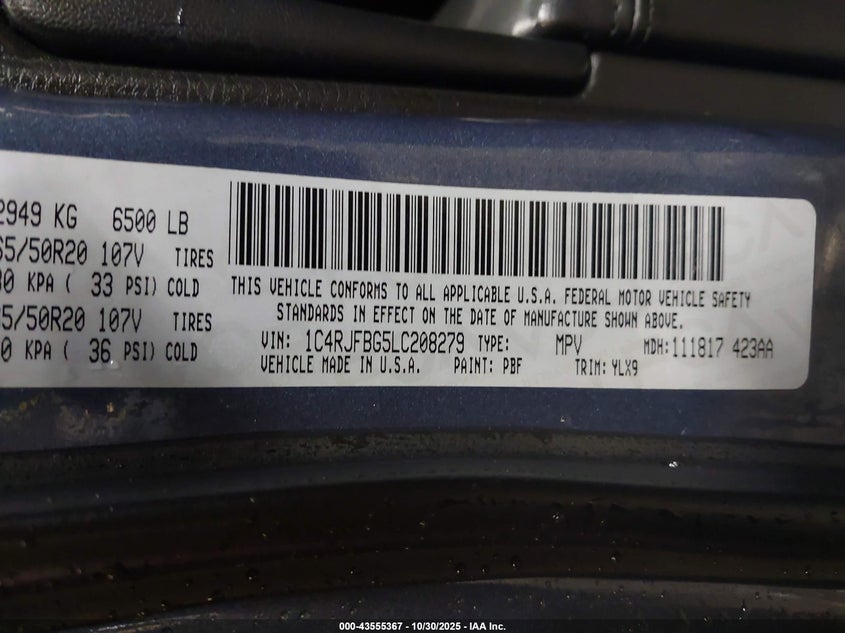 2949 KG 6500 LB
65/50R20 107V TIRES
30 KPA ( 33 PSI) COLD
THIS VEHICLE CONFORMS TO ALL APPLICABLE U.S.A. FEDERAL MOTOR VEHICLE SAFETY
STANDARDS IN EFFECT ON THE DATE OF MANUFACTURE SHOWN ABOVE.
65/50R20 107V TIRES
0 KPA ( 36 PSI) COLD
VIN: 1C4RJFBG5LC208279 TYPE: MPV MDH:111817 423AA
VEHICLE MADE IN U.S.A. PAINT: PBF TRIM: YLX9
000-43555367 - 10/30/2025 - IAA Inc.